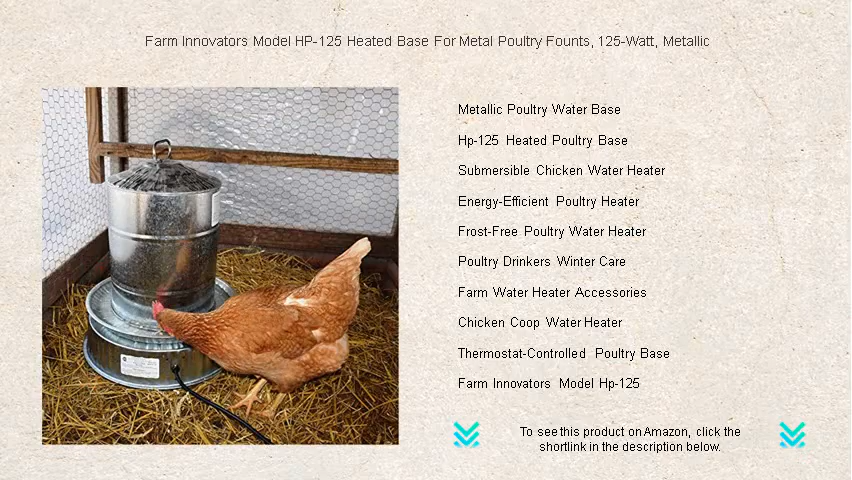 Farm Innovators Model HP-125 Heated Base For Metal Poultry Founts, 125-Watt, Metallic
Metallic Poultry Water Base
Hp-125 Heated Poultry Base
Submersible Chicken Water Heater
Energy-Efficient Poultry Heater
Frost-Free Poultry Water Heater
Poultry Drinkers Winter Care
Farm Water Heater Accessories
Chicken Coop Water Heater
Thermostat-Controlled Poultry Base
Farm Innovators Model Hp-125
To see this product on Amazon, click the
shortlink in the description below.